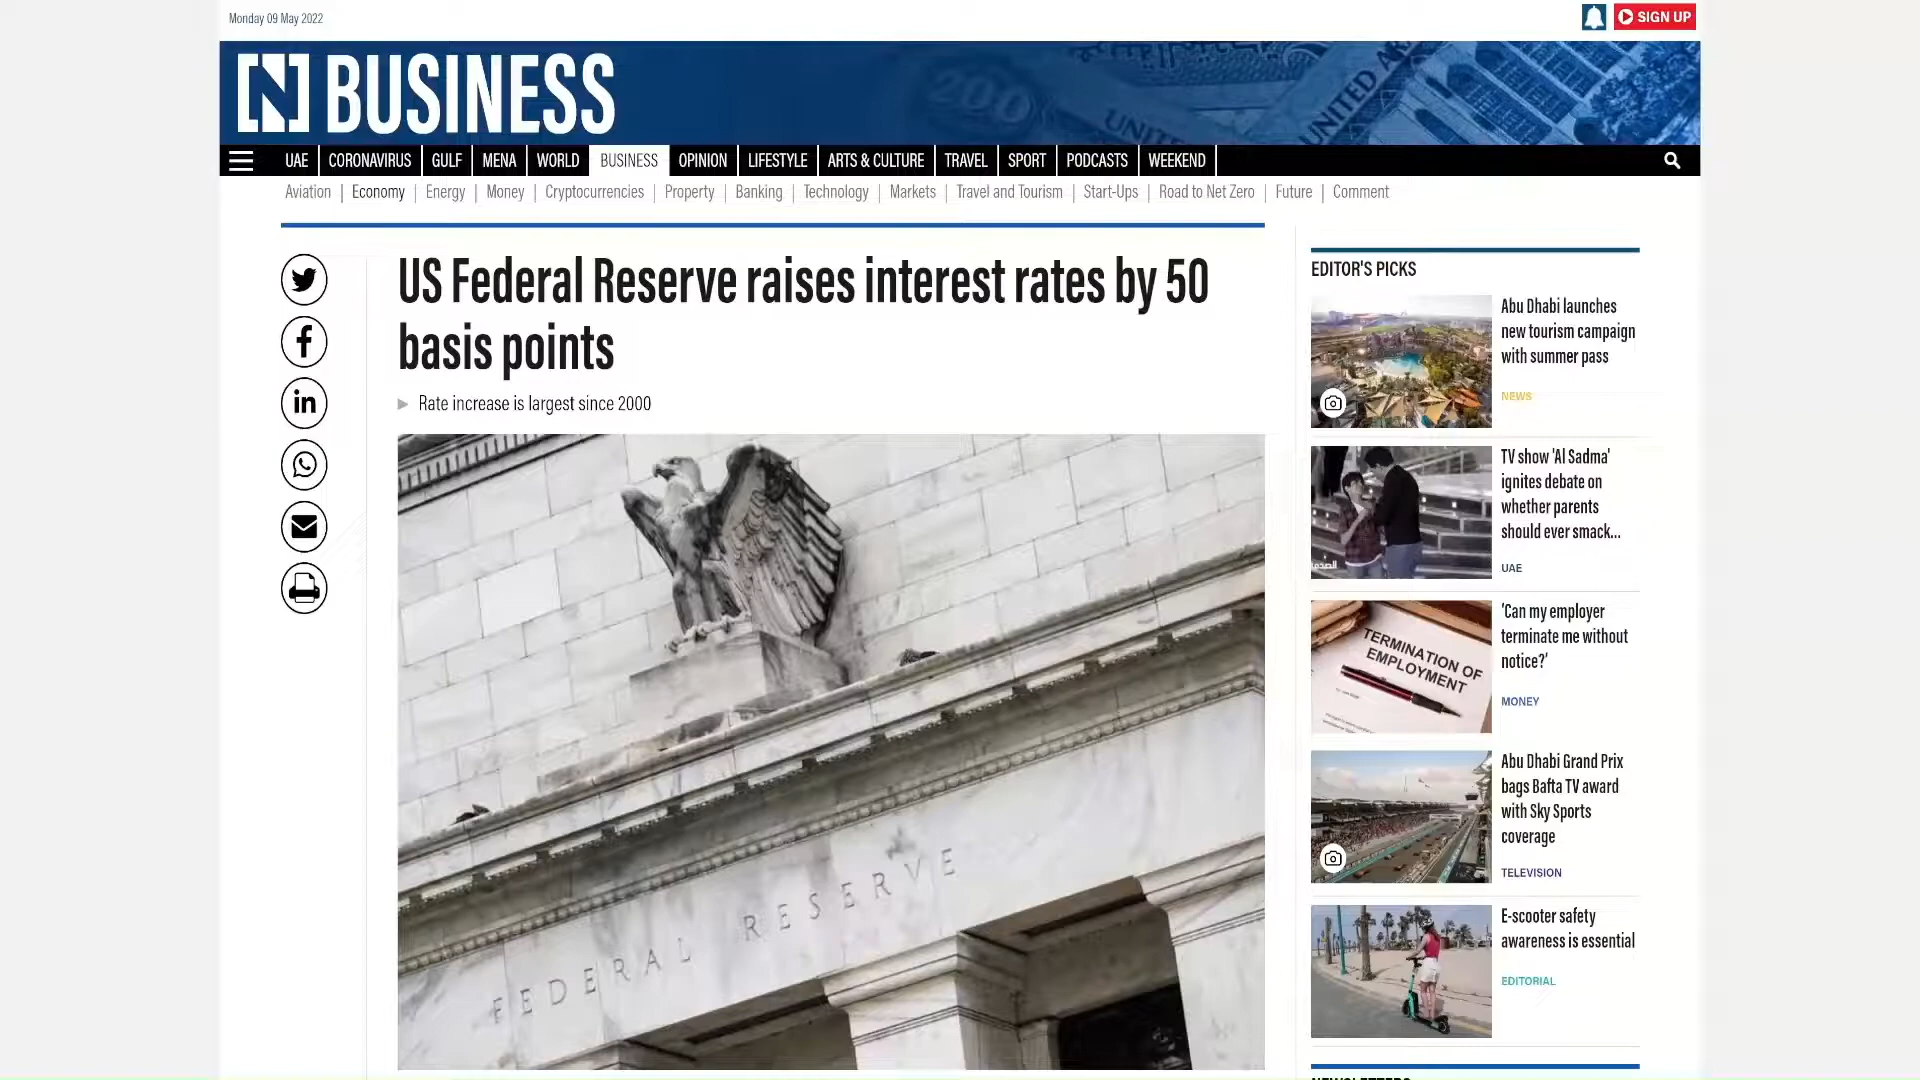 Monday 09 May 2022
SIGN UP
[N] BUSINESS
200
UNITED
UNITED
UAE CORONAVIRUS GULF MENA WORLD BUSINESS OPINION LIFESTYLE ARTS & CULTURE TRAVEL SPORT PODCASTS WEEKEND
Aviation | Economy | Energy | Money | Cryptocurrencies | Property | Banking | Technology | Markets | Travel and Tourism | Start-Ups | Road to Net Zero | Future | Comment
US Federal Reserve raises interest rates by 50
basis points
Rate increase is largest since 2000
FEDERAL RESERVE
EDITOR'S PICKS
Abu Dhabi launches
new tourism campaign
with summer pass
NEWS
TV show 'Al Sadma'
ignites debate on
whether parents
should ever smack...
UAE
الصدمة
'Can my employer
terminate me without
notice?'
MONEY
TERMINATION OF
EMPLOYMENT
Abu Dhabi Grand Prix
bags Bafta TV award
with Sky Sports
coverage
TELEVISION
E-scooter safety
awareness is essential
EDITORIAL